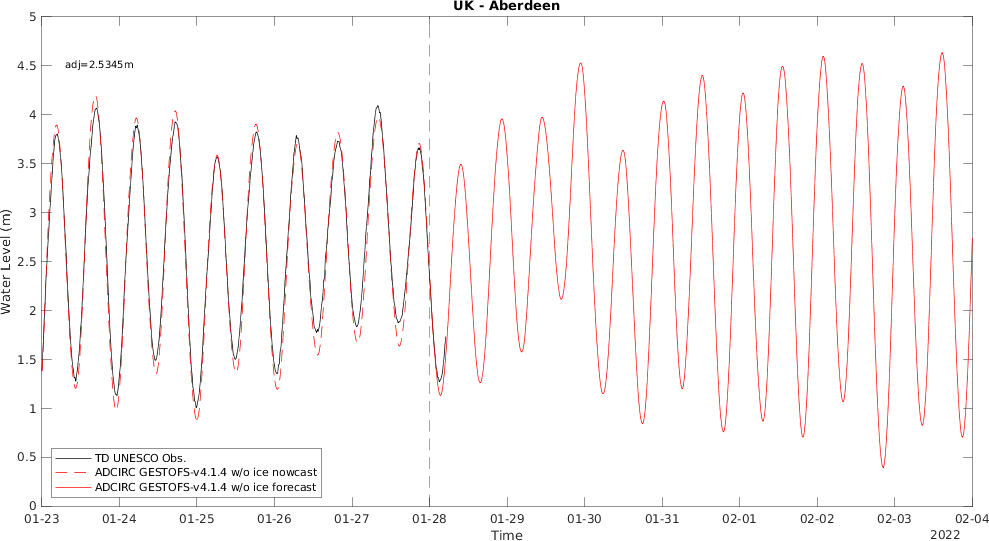 UK - Aberdeen
5
adj=2.5345m
4.5
4
3.5
3
2.5
2
1.5
1
0.5
0
Water Level (m)
TD UNESCO Obs.
ADCIRC GESTOFS-v4.1.4 w/o ice nowcast
ADCIRC GESTOFS-v4.1.4 w/o ice forecast
01-23 01-24 01-25 01-26 01-27 01-28 01-29 01-30 01-31 02-01 02-02 02-03 02-04
Time
2022